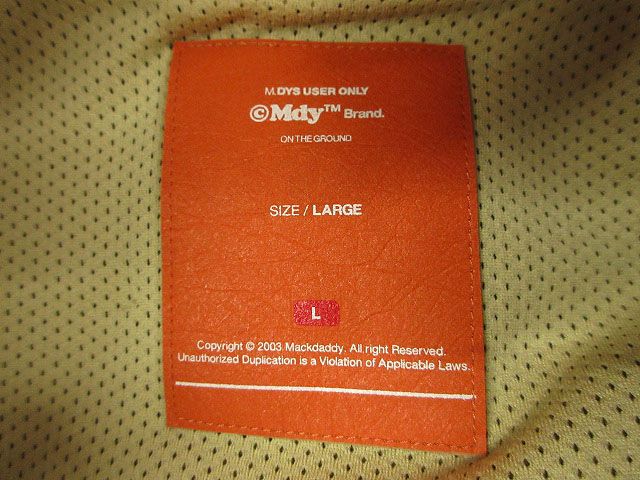 M.DYS USER ONLY
©Mdy™ Brand.
ON THE GROUND
SIZE / LARGE
L
Copyright © 2003 Mackdaddy. All right Reserved.
Unauthorized Duplication is a Violation of Applicable Laws.